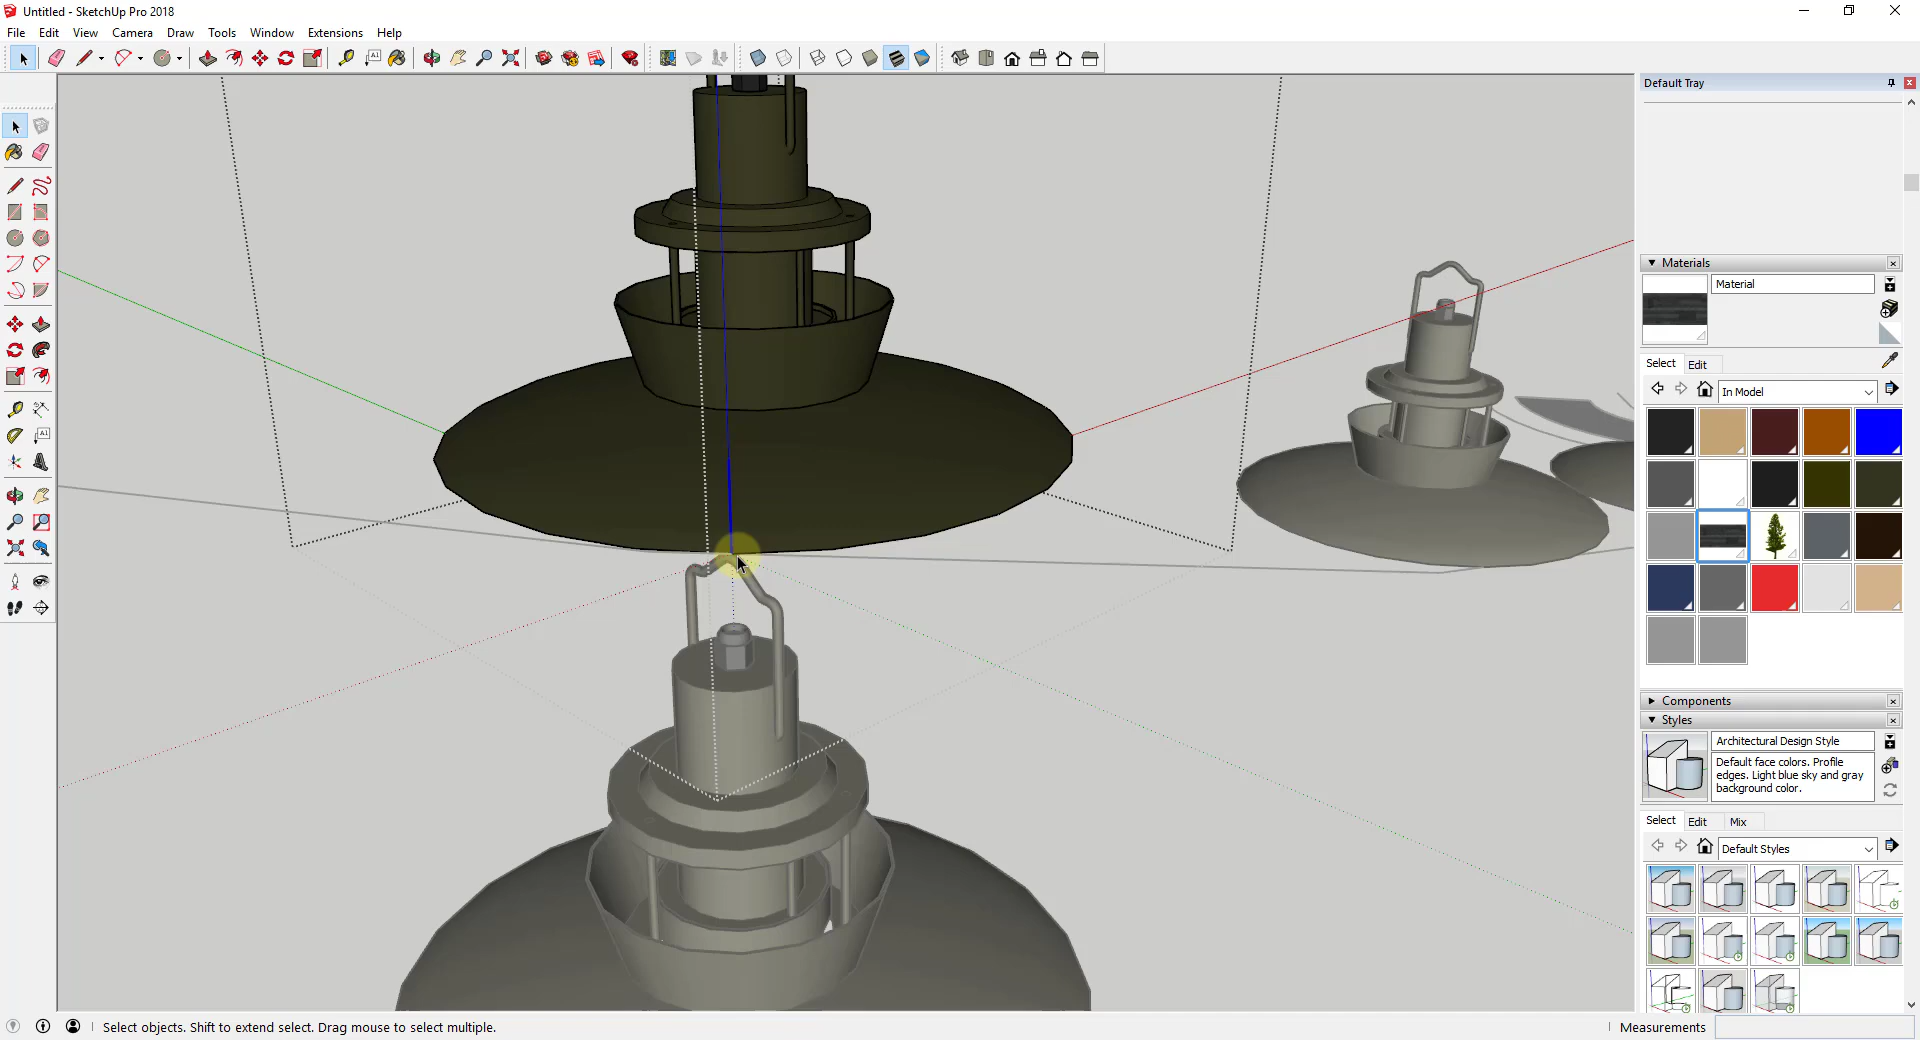 Untitled - SketchUp Pro 2018
File Edit View Camera Draw Tools Window Extensions Help
Default Tray
Materials
Material
Select Edit
In Model
Components
Styles
Architectural Design Style
Default face colors. Profile
edges. Light blue sky and gray
background color.
Select Edit Mix
Default Styles
Select objects. Shift to extend select. Drag mouse to select multiple.
Measurements